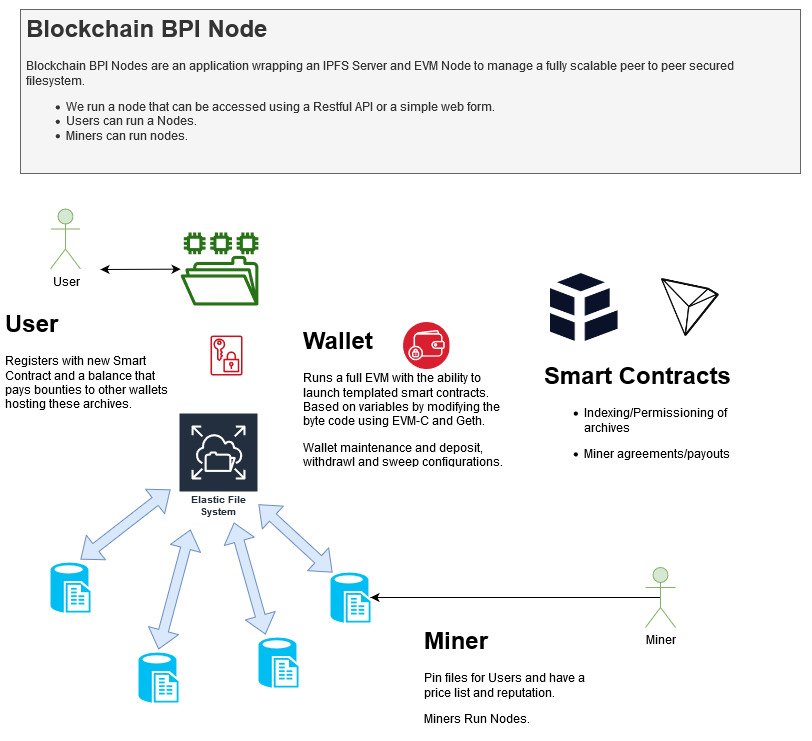 Blockchain BPI Node
Blockchain BPI Nodes are an application wrapping an IPFS Server and EVM Node to manage a fully scalable peer to peer secured
filesystem.
• We run a node that can be accessed using a Restful API or a simple web form.
• Users can run a Nodes.
• Miners can run nodes.
User
User
Registers with new Smart
Contract and a balance that
pays bounties to other wallets
hosting these archives.
Wallet
Runs a full EVM with the ability to
launch templated smart contracts.
Based on variables by modifying the
byte code using EVM-C and Geth.
Wallet maintenance and deposit,
withdrawl and sweep configurations.
Smart Contracts
• Indexing/Permissioning of
archives
• Miner agreements/payouts
Elastic File
System
Miner
Miner
Pin files for Users and have a
price list and reputation.
Miners Run Nodes.